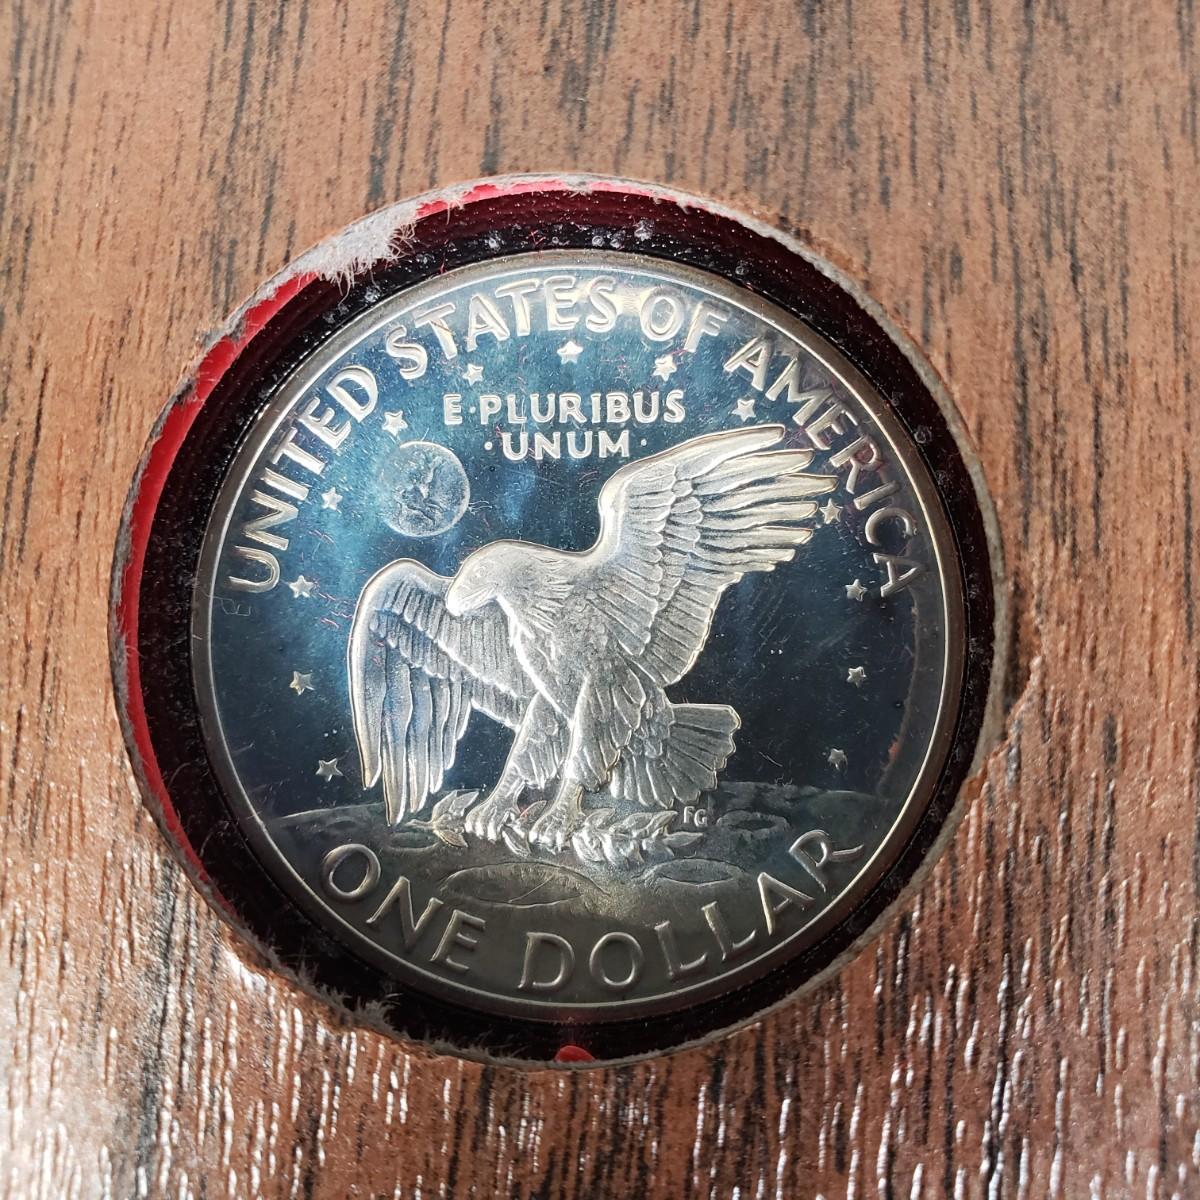 UNITED STATES OF AMERICA
E·PLURIBUS
·UNUM·
FG
ONE DOLLAR